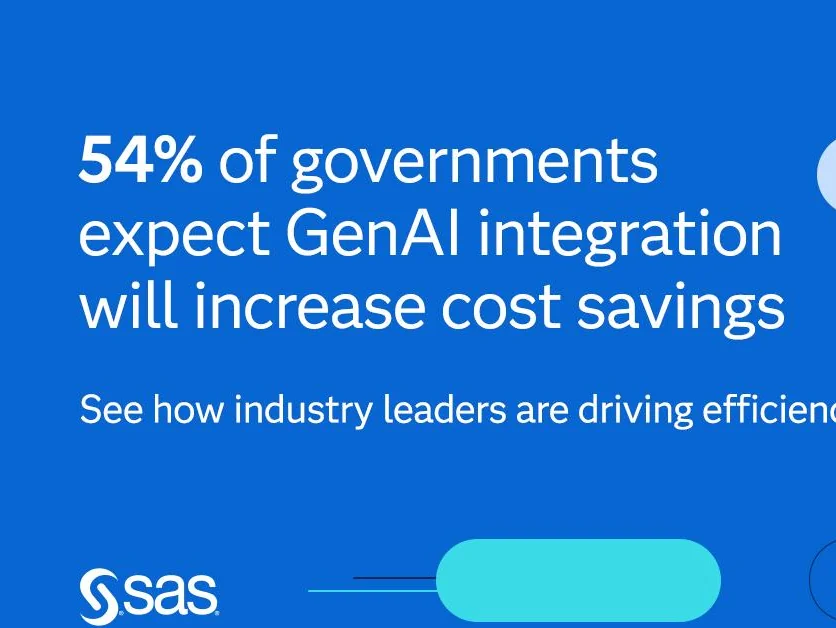 54% of governments
expect GenAI integration
will increase cost savings
See how industry leaders are driving
sas